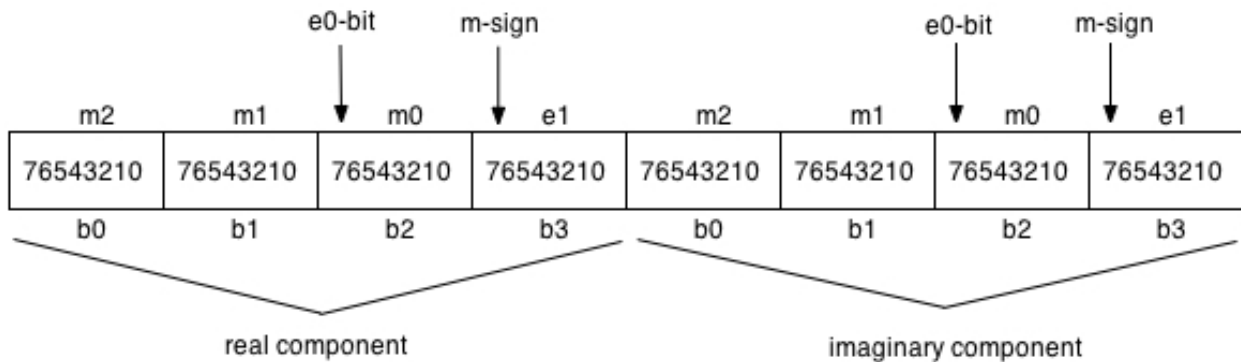 e0-bit m-sign e0-bit m-sign
m2 m1 m0 e1 m2 m1 m0 e1
76543210 76543210 76543210 76543210 76543210 76543210 76543210 76543210
b0 b1 b2 b3 b0 b1 b2 b3
real component imaginary component